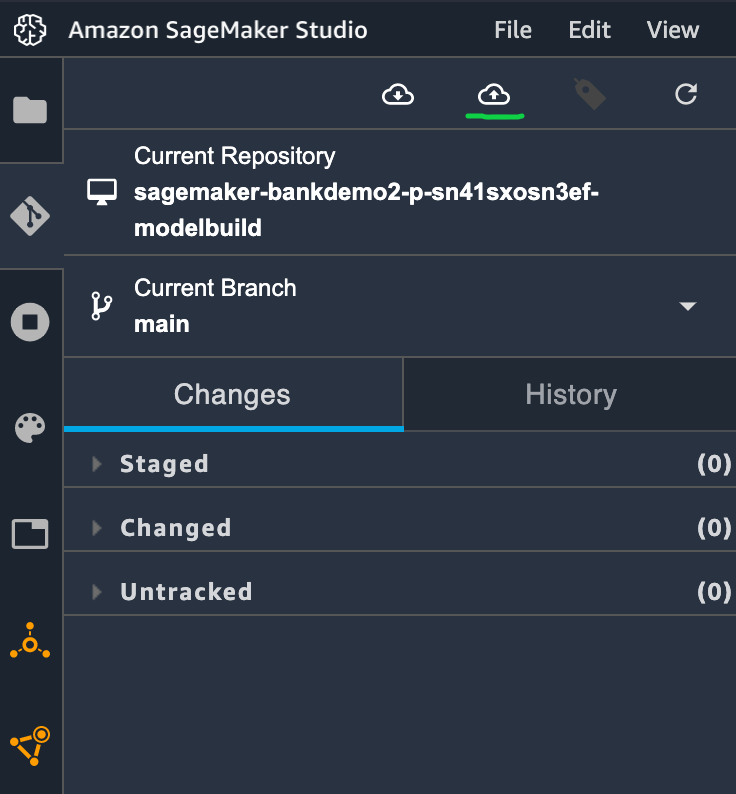 Amazon SageMaker Studio File Edit View
Current Repository
sagemaker-bankdemo2-p-sn41sxosn3ef-
modelbuild
Current Branch
main
Changes History
Staged (0)
Changed (0)
Untracked (0)